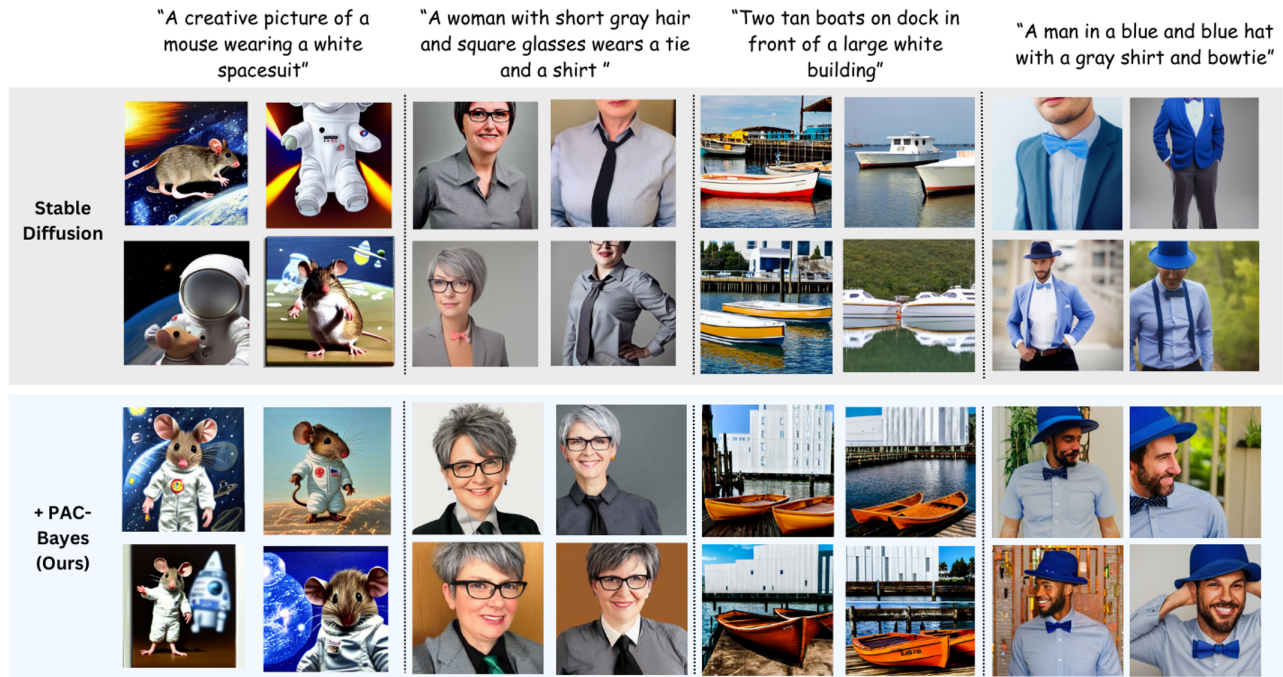 “A creative picture of a
mouse wearing a white
spacesuit”
“A woman with short gray hair
and square glasses wears a tie
and a shirt ”
“Two tan boats on dock in
front of a large white
building”
“A man in a blue and blue hat
with a gray shirt and bowtie”
Stable
Diffusion
+ PAC-
Bayes
(Ours)